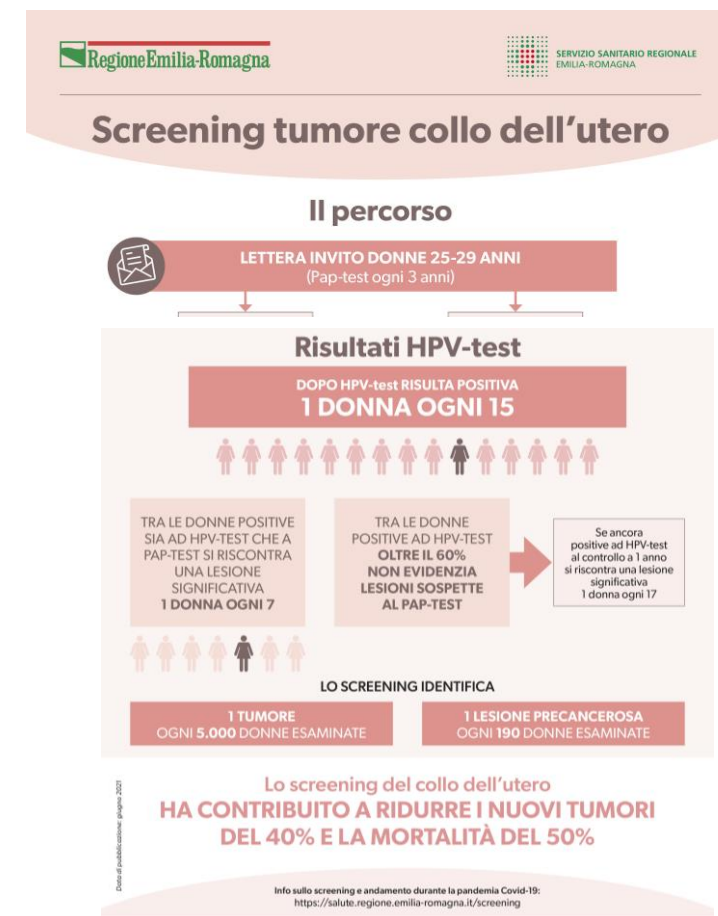 RegioneEmilia-Romagna
SERVIZIO SANITARIO REGIONALE
EMILIA-ROMAGNA
Screening tumore collo dell'utero
Il percorso
LETTERA INVITO DONNE 25-29 ANNI
(Pap-test ogni 3 anni)
Risultati HPV-test
DOPO HPV-test RISULTA POSITIVA
1 DONNA OGNI 15
TRA LE DONNE POSITIVE
SIA AD HPV-TEST CHE A
PAP-TEST SI RISCONTRA
UNA LESIONE
SIGNIFICATIVA
1 DONNA OGNI 7
TRA LE DONNE
POSITIVE AD HPV-TEST
OLTRE IL 60%
NON EVIDENZIA
LESIONI SOSPETTE
AL PAP-TEST
Se ancora
positive ad HPV-test
al controllo a 1 anno
si riscontra una lesione
significativa
1 donna ogni 17
LO SCREENING IDENTIFICA
1 TUMORE
OGNI 5.000 DONNE ESAMINATE
1 LESIONE PRECANCEROSA
OGNI 190 DONNE ESAMINATE
Data di pubblicazione: giugno 2021
Lo screening del collo dell'utero
HA CONTRIBUITO A RIDURRE I NUOVI TUMORI
DEL 40% E LA MORTALITÀ DEL 50%
Info sullo screening e andamento durante la pandemia Covid-19:
https://salute.regione.emilia-romagna.it/screening